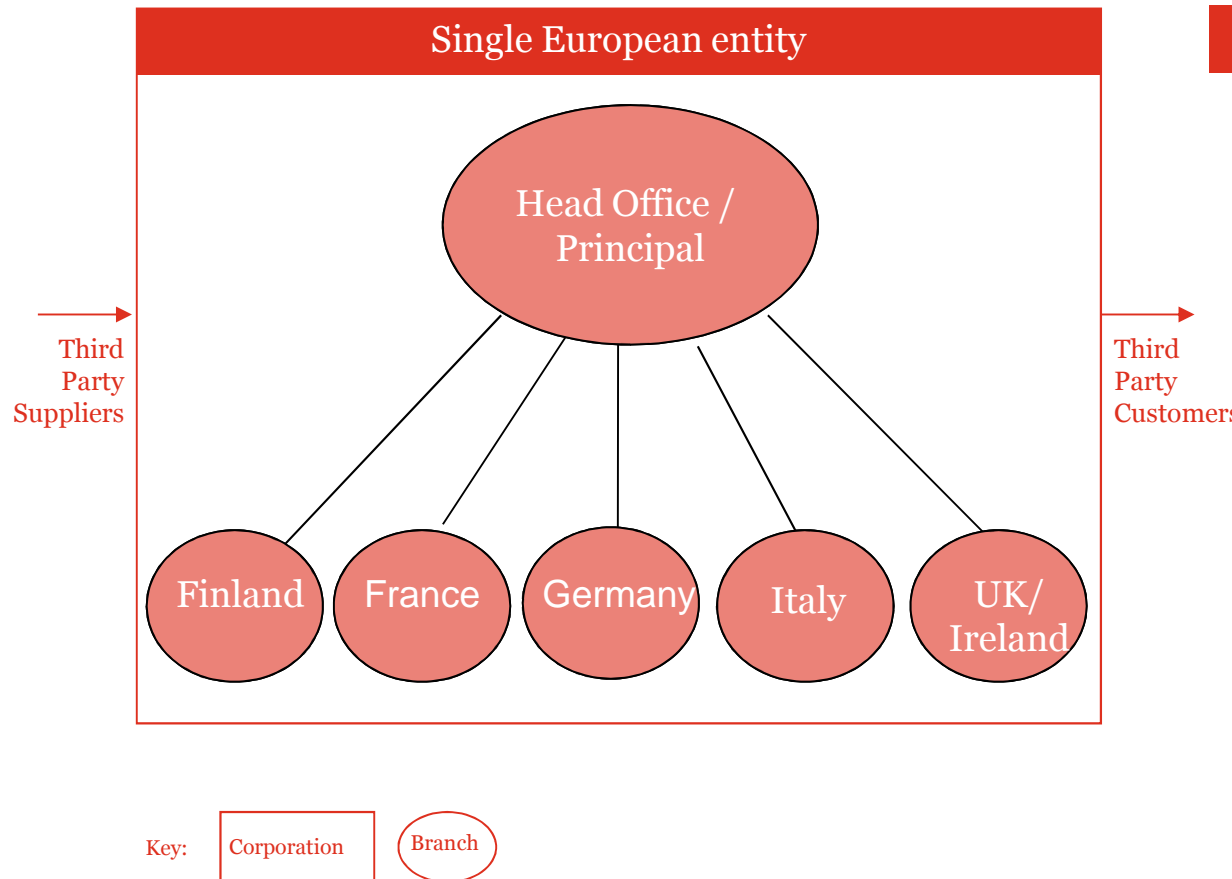 Single European entity
Head Office /
Principal
Third
Party
Suppliers
Third
Party
Customers
Finland
France
Germany
Italy
UK/
Ireland
Key:
Corporation
Branch